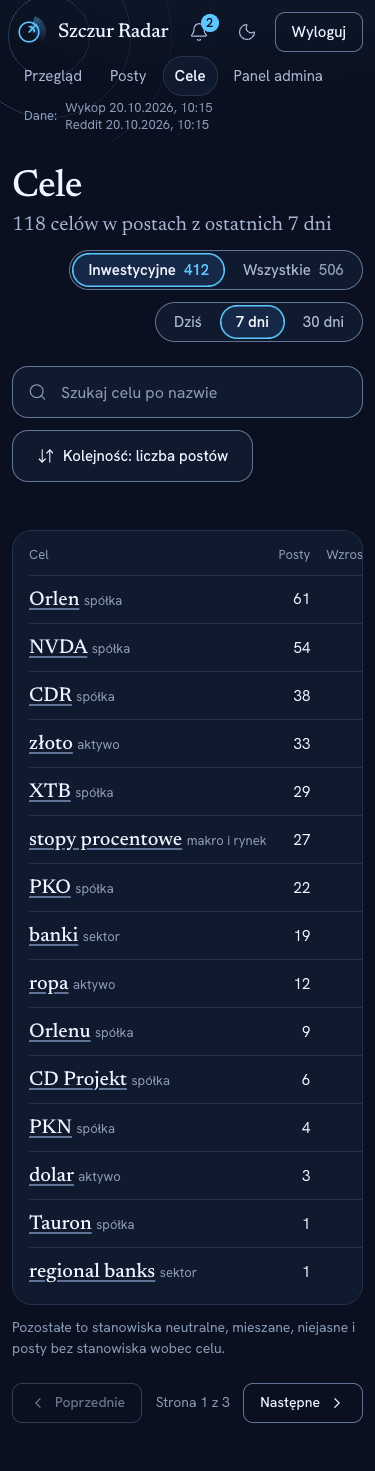 Szczur Radar 2 Wyloguj
Przegląd Posty Cele Panel admina
Dane: Wykop 20.10.2026, 10:15
Reddit 20.10.2026, 10:15
Cele
118 celów w postach z ostatnich 7 dni
Inwestycyjne 412 Wszystkie 506
Dziś 7 dni 30 dni
Szukaj celu po nazwie
Kolejność: liczba postów
Cel Posty Wzros
Orlen spółka 61
NVDA spółka 54
CDR spółka 38
złoto aktywo 33
XTB spółka 29
stopy procentowe makro i rynek 27
PKO spółka 22
banki sektor 19
ropa aktywo 12
Orlenu spółka 9
CD Projekt spółka 6
PKN spółka 4
dolar aktywo 3
Tauron spółka 1
regional banks sektor 1
Pozostałe to stanowiska neutralne, mieszane, niejasne i
posty bez stanowiska wobec celu.
Poprzednie Strona 1 z 3 Następne